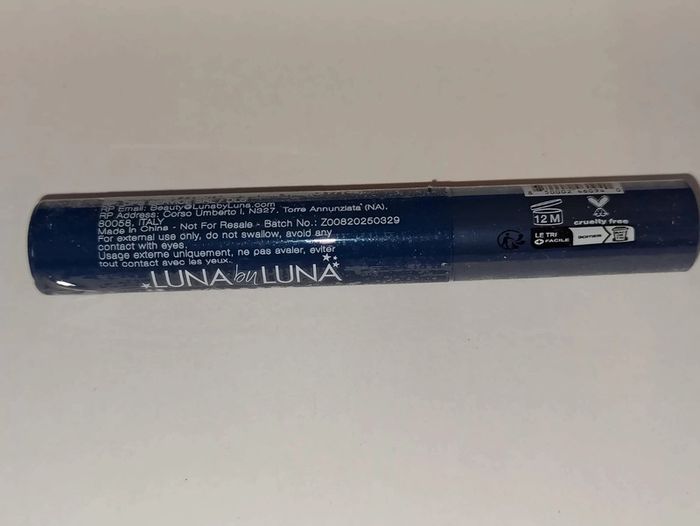 RP Email: Beauty@LunabyLuna.com
RP Address: Corso Umberto I, N327, Torre Annunziata (NA),
80058, ITALY
Made in China - Not For Resale - Batch No.: Z00820250329
For external use only, do not swallow, avoid any
contact with eyes.
Usage externe uniquement, ne pas avaler, éviter
tout contact avec les yeux.
LUNA by LUNA
12 M
cruelty free
LE TRI
+ FACILE